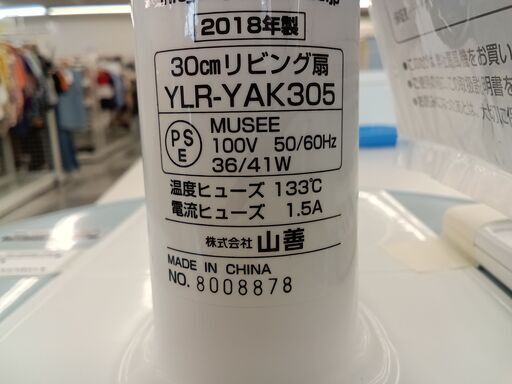 2018年製
30cmリビング扇
YLR-YAK305
PSE
MUSEE
100V 50/60Hz
36/41W
温度ヒューズ 133℃
電流ヒューズ 1.5A
株式会社 山善
MADE IN CHINA
NO. 8008878